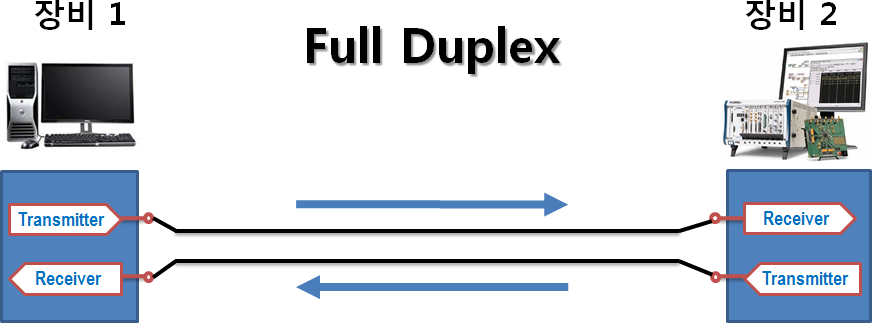 장비 1
장비 2
Full Duplex
Transmitter
Receiver
Receiver
Transmitter